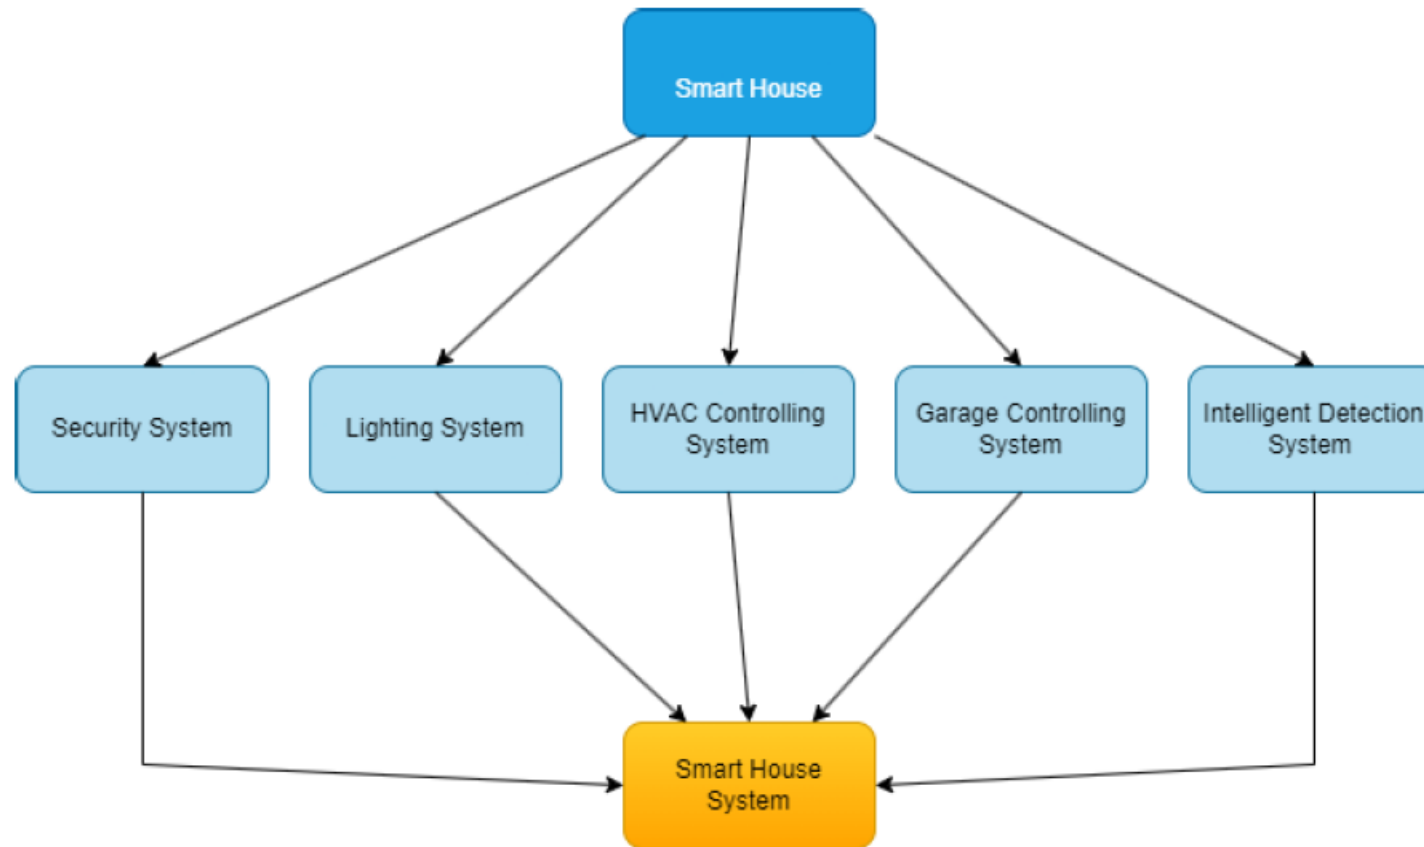 Smart House
Security System
Lighting System
HVAC Controlling
System
Garage Controlling
System
Intelligent Detection
System
Smart House
System